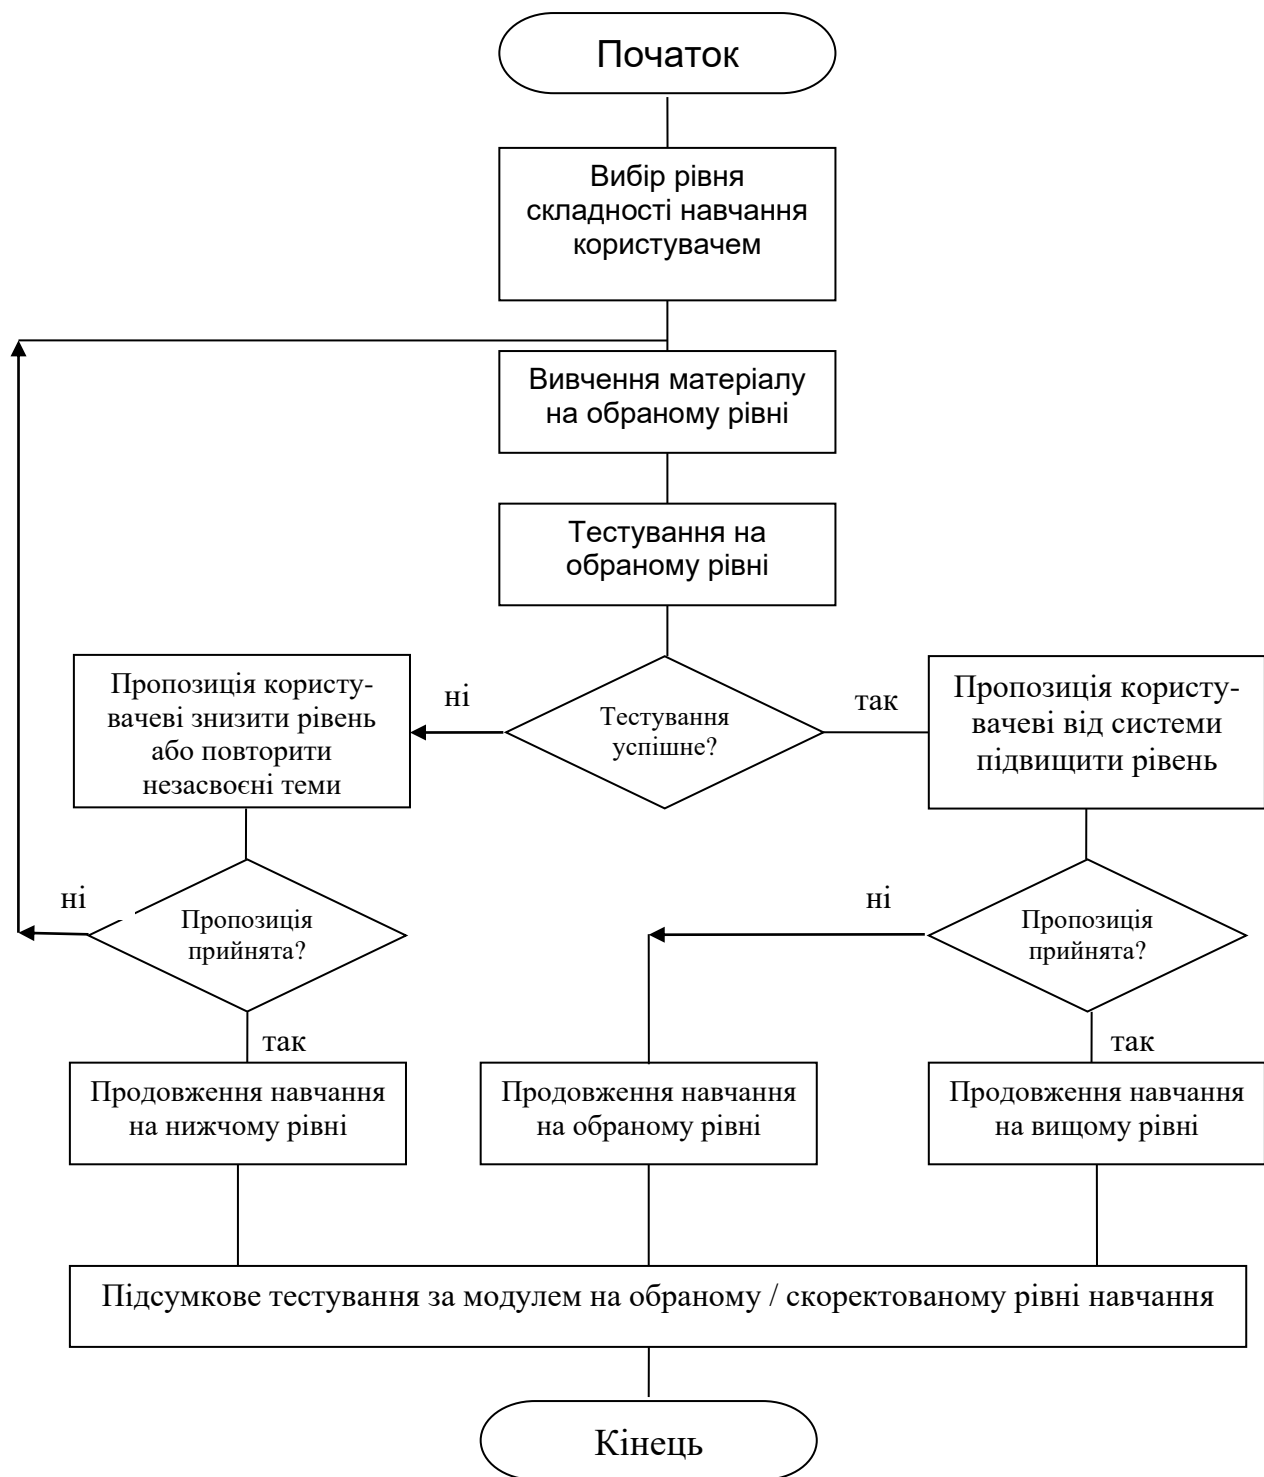 Початок
Вибір рівня
складності навчання
користувачем
Вивчення матеріалу
на обраному рівні
Тестування на
обраному рівні
Пропозиція користу-
вачеві знизити рівень
або повторити
незасвоєні теми
ні
Тестування
успішне?
так
Пропозиція користу-
вачеві від системи
підвищити рівень
ні
Пропозиція
прийнята?
так
ні
Пропозиція
прийнята?
так
Продовження навчання
на нижчому рівні
Продовження навчання
на обраному рівні
Продовження навчання
на вищому рівні
Підсумкове тестування за модулем на обраному / скоректованому рівні навчання
Кінець